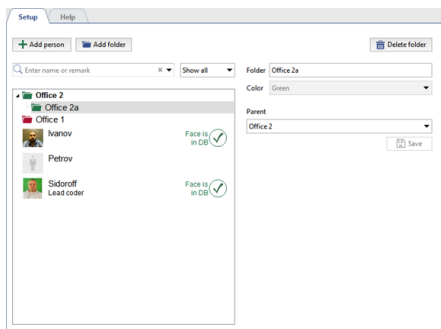 Setup
Help
Add person
Add folder
Delete folder
Enter name or remark
Show all
Folder Office 2a
Color Green
Parent
Office 2
Save
Office 2
Office 2a
Office 1
Ivanov
Face is
in DB
Petrov
Sidoroff
Lead coder
Face is
in DB